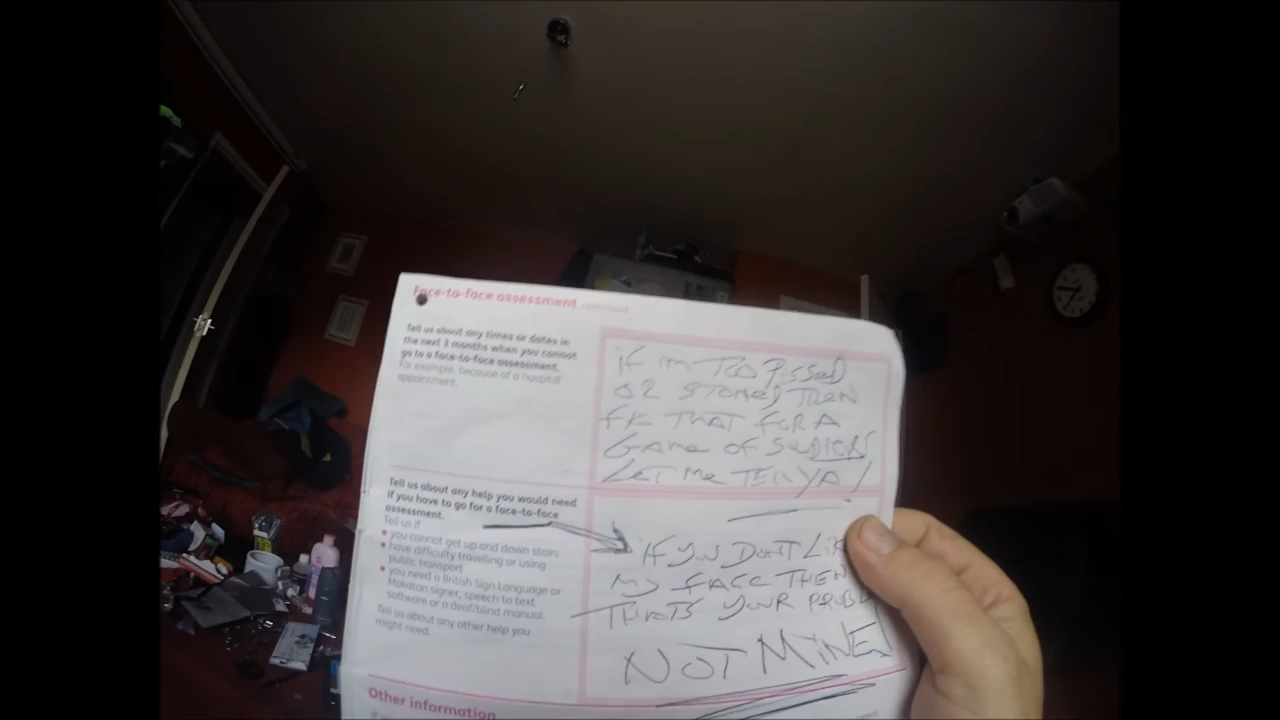 Face-to-face assessment continued
Tell us about any times or dates in
the next 3 months when you cannot
go to a face-to-face assessment.
For example, because of a hospital
appointment.
if im TOO PISSED
OR STONED THEN
FK THAT FOR A
GAME OF SOLDIERS
LET ME TELL YA!
Tell us about any help you would need
if you have to go for a face-to-face
assessment.
Tell us if
• you cannot get up and down stairs
• have difficulty travelling or using
public transport
• you need a British Sign Language or
Makaton signer, speech to text
software or a deaf/blind manual.
Tell us about any other help you
might need.
IF YOU DON'T
MY FACE THEN
THATS YOUR
NOT MINE
Other information